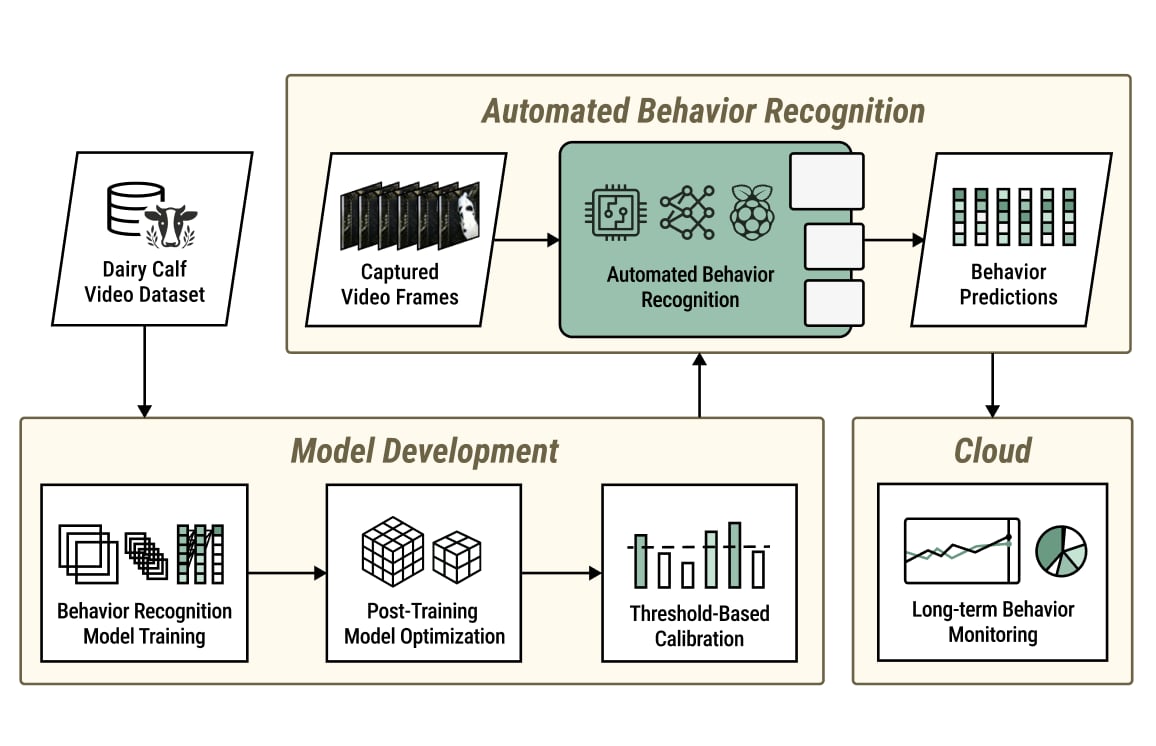 Automated Behavior Recognition
Dairy Calf
Video Dataset
Captured
Video Frames
Automated Behavior
Recognition
Behavior
Predictions
Model Development
Behavior Recognition
Model Training
Post-Training
Model Optimization
Threshold-Based
Calibration
Cloud
Long-term Behavior
Monitoring